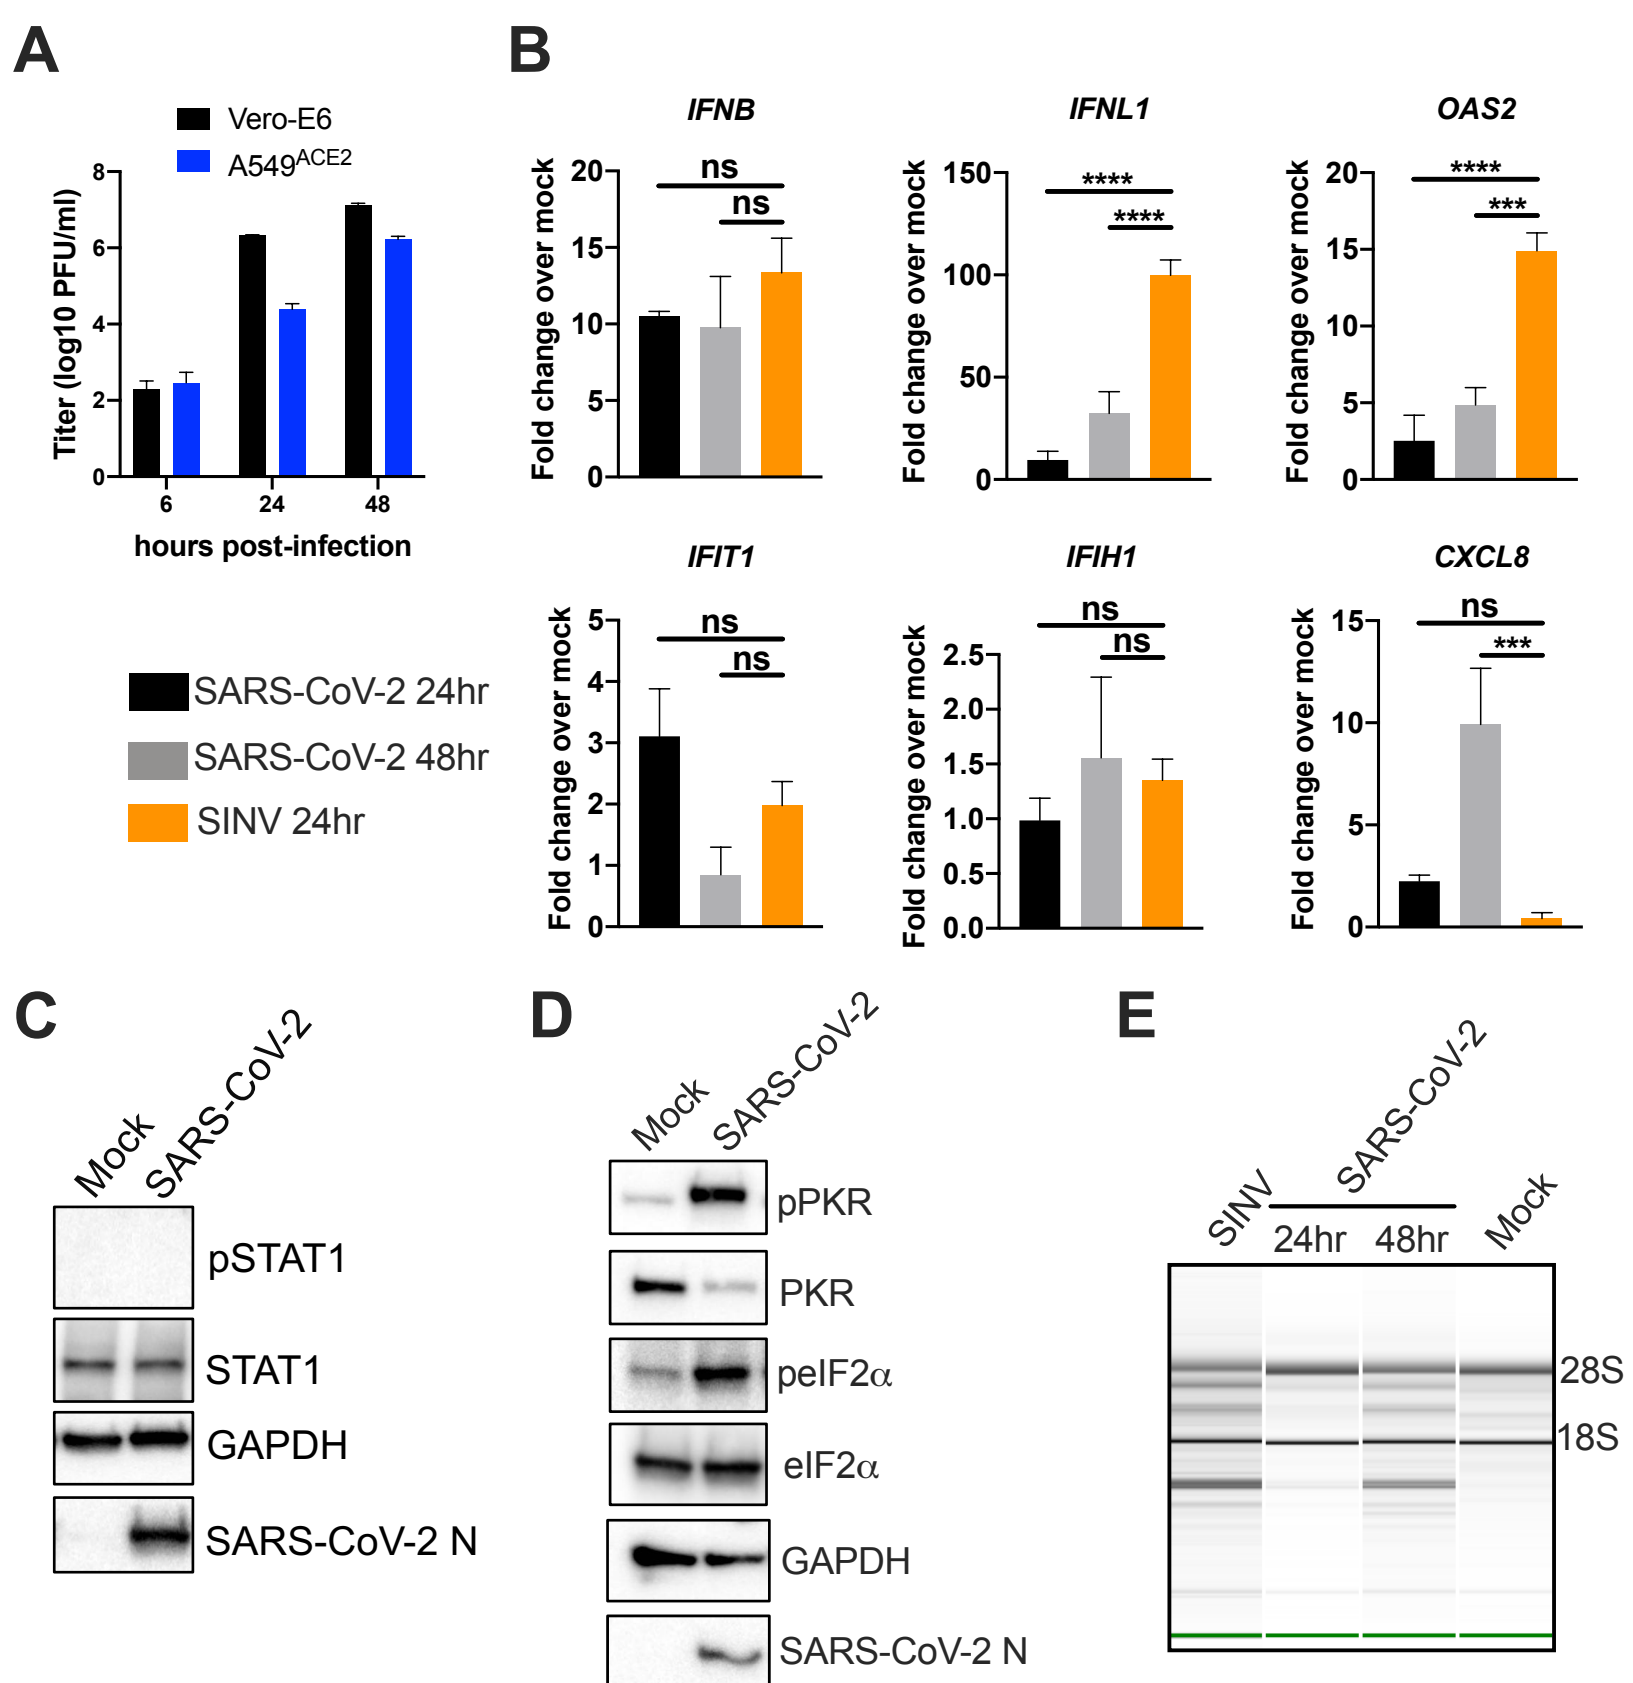 A
Vero-E6
A549ACE2
Titer (log10 PFU/ml)
8
6
4
2
0
6 24 48
hours post-infection
SARS-CoV-2 24hr
SARS-CoV-2 48hr
SINV 24hr
B
IFNB
Fold change over mock
20
15
10
5
0
ns
ns
IFNL1
Fold change over mock
150
100
50
0
****
****
OAS2
Fold change over mock
20
15
10
5
0
****
***
IFIT1
Fold change over mock
5
4
3
2
1
0
ns
ns
IFIH1
Fold change over mock
2.5
2.0
1.5
1.0
0.5
0.0
ns
ns
CXCL8
Fold change over mock
15
10
5
0
ns
***
C
Mock
SARS-CoV-2
pSTAT1
STAT1
GAPDH
SARS-CoV-2 N
D
Mock
SARS-CoV-2
pPKR
PKR
peIF2α
eIF2α
GAPDH
SARS-CoV-2 N
E
SINV
SARS-CoV-2
24hr 48hr
Mock
28S
18S